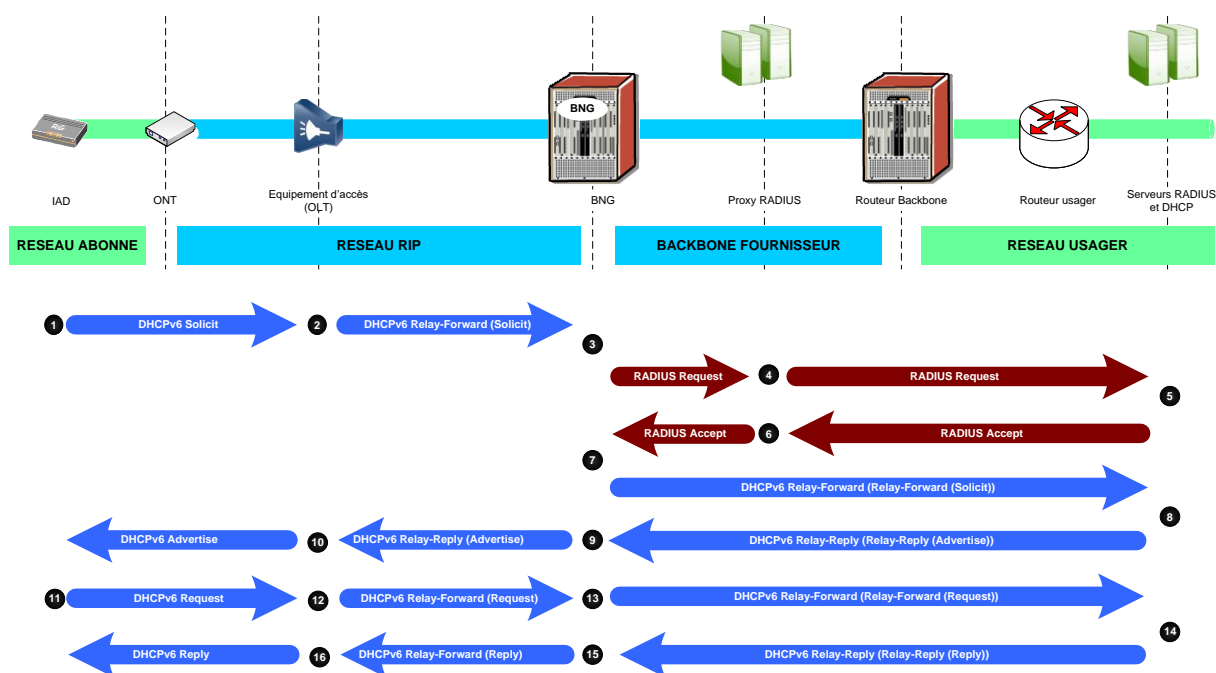 BNG
RG
IAD
ONT
Equipement d'accès
(OLT)
BNG
Proxy RADIUS
Routeur Backbone
Routeur usager
Serveurs RADIUS
et DHCP
RESEAU ABONNE
RESEAU RIP
BACKBONE FOURNISSEUR
RESEAU USAGER
1
DHCPv6 Solicit
2
DHCPv6 Relay-Forward (Solicit)
3
RADIUS Request
4
RADIUS Request
5
RADIUS Accept
6
RADIUS Accept
7
DHCPv6 Relay-Forward (Relay-Forward (Solicit))
8
DHCPv6 Advertise
10
DHCPv6 Relay-Reply (Advertise)
9
DHCPv6 Relay-Reply (Relay-Reply (Advertise))
11
DHCPv6 Request
12
DHCPv6 Relay-Forward (Request)
13
DHCPv6 Relay-Forward (Relay-Forward (Request))
14
DHCPv6 Reply
16
DHCPv6 Relay-Forward (Reply)
15
DHCPv6 Relay-Reply (Relay-Reply (Reply))